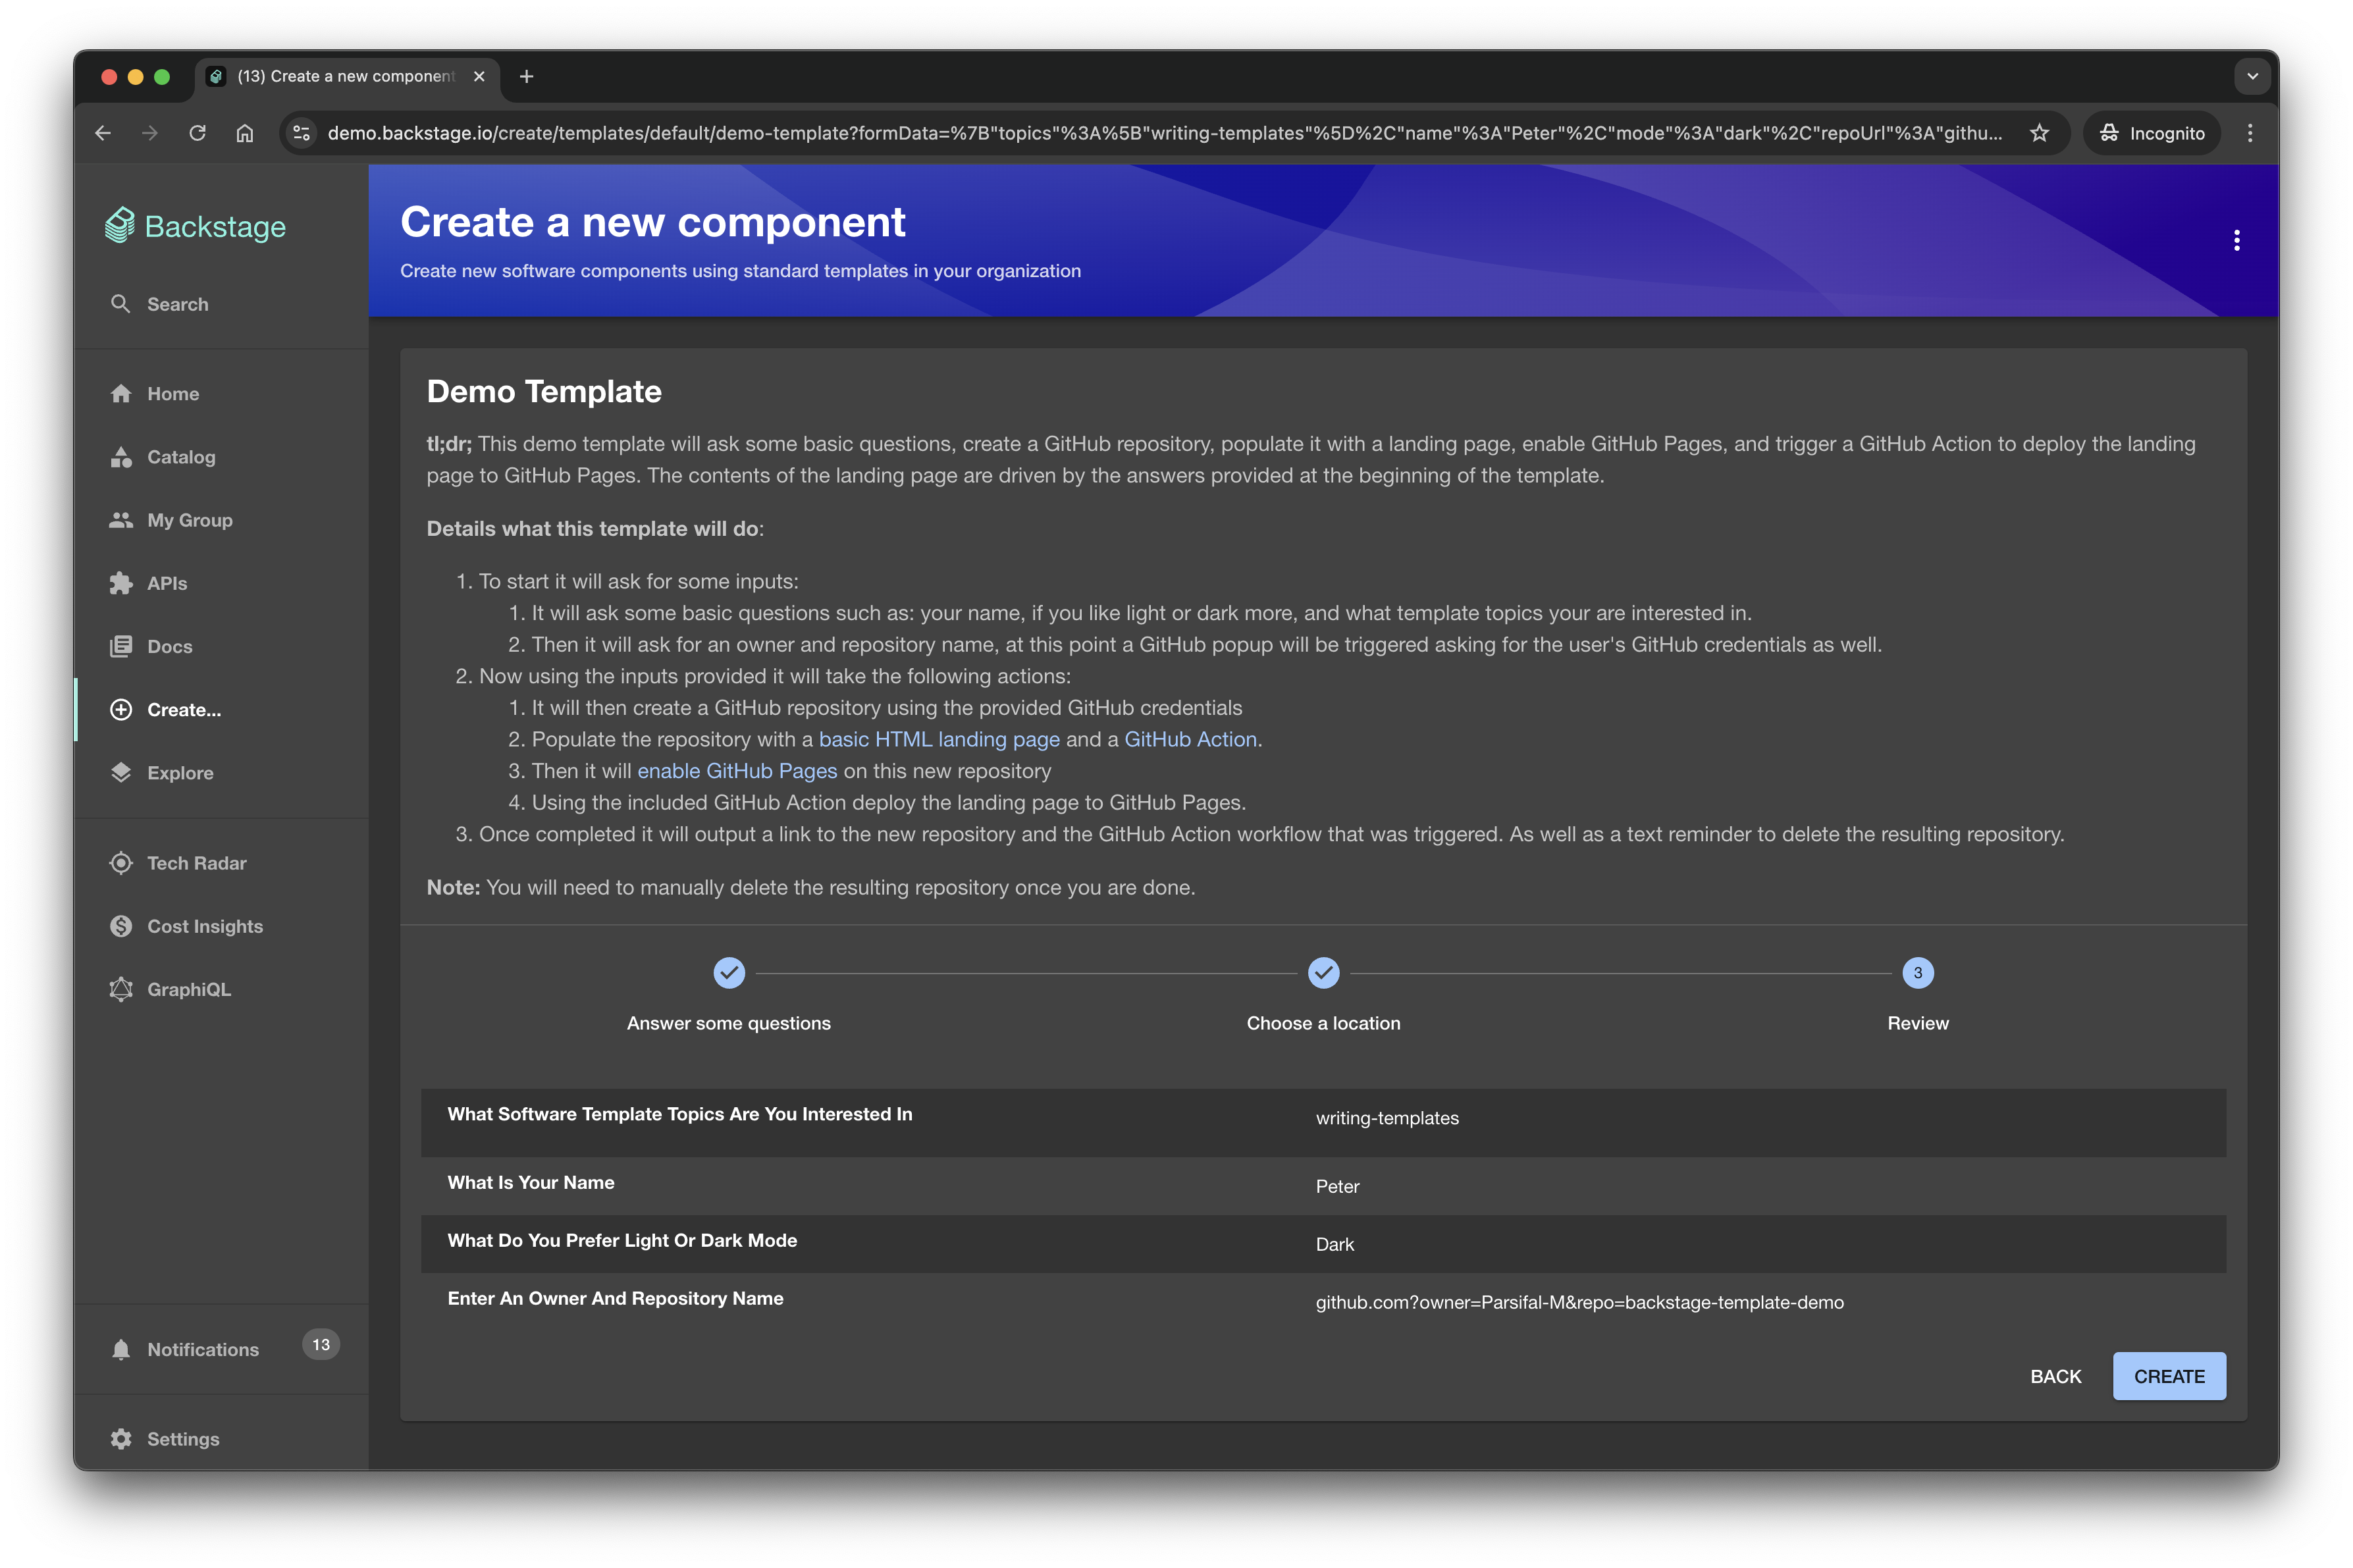 (13) Create a new component
demo.backstage.io/create/templates/default/demo-template?formData=%7B"topics"%3A%5B"writing-templates"%5D%2C"name"%3A"Peter"%2C"mode"%3A"dark"%2C"repoUrl"%3A"githu...
Incognito
Backstage
Search
Home
Catalog
My Group
APIs
Docs
Create...
Explore
Tech Radar
Cost Insights
GraphiQL
Notifications
13
Settings
Create a new component
Create new software components using standard templates in your organization
Demo Template
tl;dr; This demo template will ask some basic questions, create a GitHub repository, populate it with a landing page, enable GitHub Pages, and trigger a GitHub Action to deploy the landing
page to GitHub Pages. The contents of the landing page are driven by the answers provided at the beginning of the template.
Details what this template will do:
1. To start it will ask for some inputs:
1. It will ask some basic questions such as: your name, if you like light or dark more, and what template topics your are interested in.
2. Then it will ask for an owner and repository name, at this point a GitHub popup will be triggered asking for the user's GitHub credentials as well.
2. Now using the inputs provided it will take the following actions:
1. It will then create a GitHub repository using the provided GitHub credentials
2. Populate the repository with a basic HTML landing page and a GitHub Action.
3. Then it will enable GitHub Pages on this new repository
4. Using the included GitHub Action deploy the landing page to GitHub Pages.
3. Once completed it will output a link to the new repository and the GitHub Action workflow that was triggered. As well as a text reminder to delete the resulting repository.
Note: You will need to manually delete the resulting repository once you are done.
3
Answer some questions
Choose a location
Review
What Software Template Topics Are You Interested In
writing-templates
What Is Your Name
Peter
What Do You Prefer Light Or Dark Mode
Dark
Enter An Owner And Repository Name
github.com?owner=Parsifal-M&repo=backstage-template-demo
BACK
CREATE